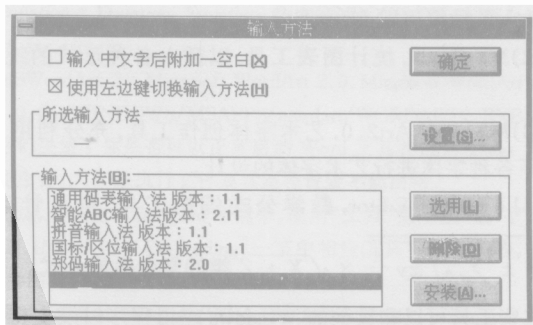 输入方法
输入中文字后附加一空白(X)
确定
使用左边键切换输入方法(H)
所选输入方法
设置(S)...
输入方法(B):
通用码表输入法 版本：1.1
智能ABC输入法版本：2.11
拼音输入法 版本：1.1
国标/区位输入法 版本：1.1
郑码输入法 版本：2.0
选用(L)
删除(D)
安装(A)...